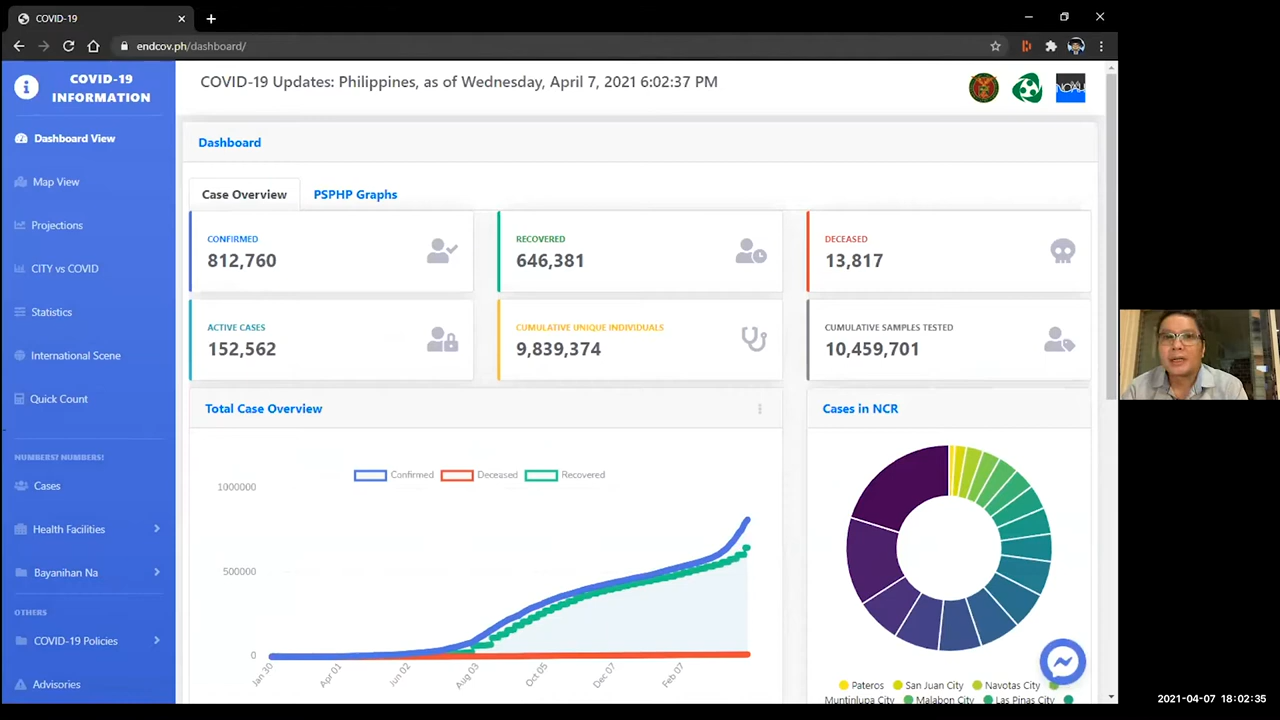 COVID-19
endcov.ph/dashboard/
COVID-19
INFORMATION
Dashboard View
Map View
Projections
CITY vs COVID
Statistics
International Scene
Quick Count
NUMBERS? NUMBERS!
Cases
Health Facilities
Bayanihan Na
OTHERS
COVID-19 Policies
Advisories
COVID-19 Updates: Philippines, as of Wednesday, April 7, 2021 6:02:37 PM
NOAH
Dashboard
Case Overview
PSPHP Graphs
CONFIRMED
812,760
RECOVERED
646,381
DECEASED
13,817
ACTIVE CASES
152,562
CUMULATIVE UNIQUE INDIVIDUALS
9,839,374
CUMULATIVE SAMPLES TESTED
10,459,701
Total Case Overview
Confirmed Deceased Recovered
1000000
500000
0
Jan 30 Apr 01 Jun 02 Aug 03 Oct 05 Dec 07 Feb 07
Cases in NCR
Pateros San Juan City Navotas City
Muntinlupa City Malabon City Las Pinas City
2021-04-07 18:02:35